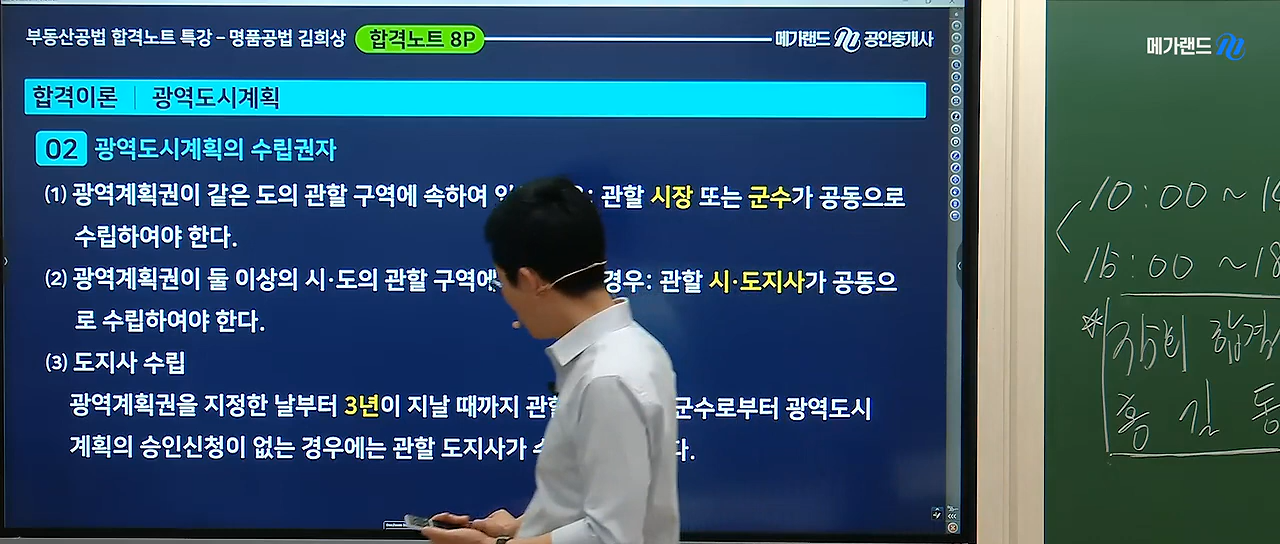 부동산공법 합격노트 특강 - 명품공법 김희상 합격노트 8P 메가랜드 공인중개사
메가랜드
합격이론 | 광역도시계획
02 광역도시계획의 수립권자
(1) 광역계획권이 같은 도의 관할 구역에 속하여 : 관할 시장 또는 군수가 공동으로
수립하여야 한다.
(2) 광역계획권이 둘 이상의 시·도의 관할 구역에 경우: 관할 시·도지사가 공동으
로 수립하여야 한다.
(3) 도지사 수립
광역계획권을 지정한 날부터 3년이 지날 때까지 군수로부터 광역도시
계획의 승인신청이 없는 경우에는 관할 도지사가
10:00 ~
16:00 ~ 18
홍 길 동